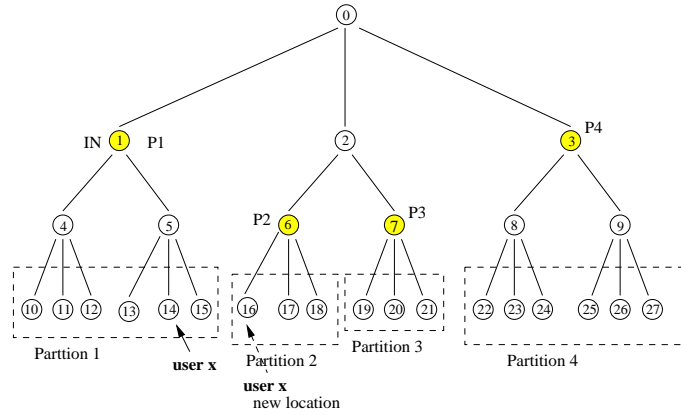 0
IN 1 P1
2
3 P4
4
5
P2 6
7 P3
8
9
10 11 12 13 14 15
16 17 18
19 20 21
22 23 24 25 26 27
Parttion 1
Partition 2
Partition 3
Partition 4
user x
user x
new location